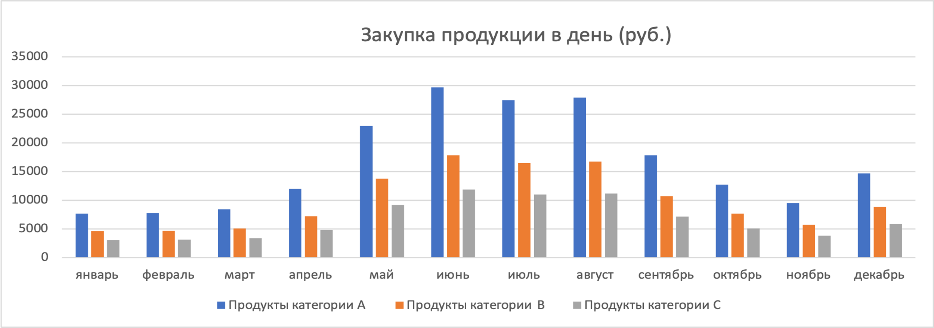 Закупка продукции в день (руб.)
35000
30000
25000
20000
15000
10000
5000
0
январь февраль март апрель май июнь июль август сентябрь октябрь ноябрь декабрь
Продукты категории А Продукты категории В Продукты категории С